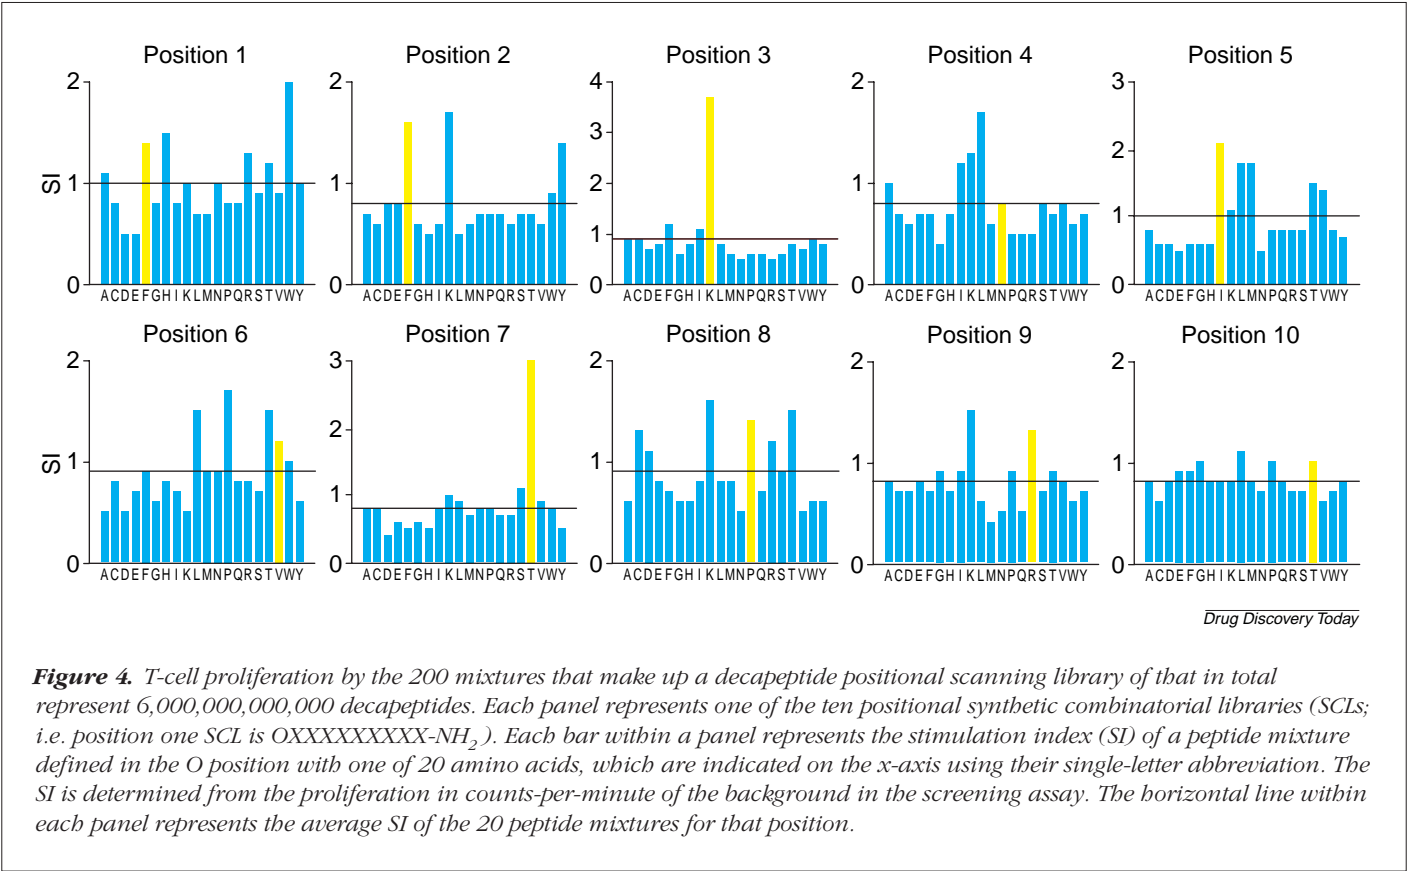 Position 1 Position 2 Position 3 Position 4 Position 5
2 2 4 2 3
3
2
SI 1 1 2 1
1 1
0 0 0 0 0
ACDEFGHIKLMNPQRSTVWY ACDEFGHIKLMNPQRSTVWY ACDEFGHIKLMNPQRSTVWY ACDEFGHIKLMNPQRSTVWY ACDEFGHIKLMNPQRSTVWY
Position 6 Position 7 Position 8 Position 9 Position 10
2 3 2 2 2
2
SI 1 1 1 1 1
0 0 0 0 0
ACDEFGHIKLMNPQRSTVWY ACDEFGHIKLMNPQRSTVWY ACDEFGHIKLMNPQRSTVWY ACDEFGHIKLMNPQRSTVWY ACDEFGHIKLMNPQRSTVWY
Drug Discovery Today
Figure 4. T-cell proliferation by the 200 mixtures that make up a decapeptide positional scanning library of that in total
represent 6,000,000,000,000 decapeptides. Each panel represents one of the ten positional synthetic combinatorial libraries (SCLs;
i.e. position one SCL is OXXXXXXXXX-NH2 ). Each bar within a panel represents the stimulation index (SI) of a peptide mixture
defined in the O position with one of 20 amino acids, which are indicated on the x-axis using their single-letter abbreviation. The
SI is determined from the proliferation in counts-per-minute of the background in the screening assay. The horizontal line within
each panel represents the average SI of the 20 peptide mixtures for that position.